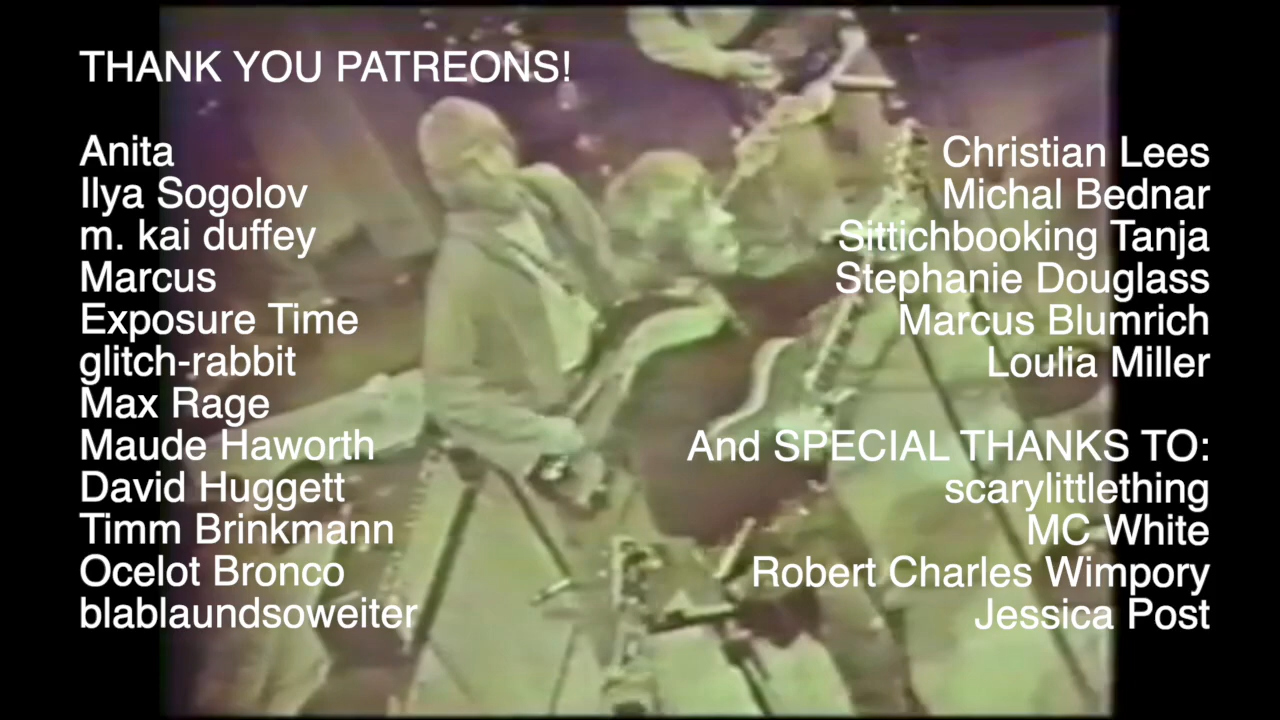 THANK YOU PATREONS!
Anita
Ilya Sogolov
m. kai duffey
Marcus
Exposure Time
glitch-rabbit
Max Rage
Maude Haworth
David Huggett
Timm Brinkmann
Ocelot Bronco
blablaundsoweiter
Christian Lees
Michal Bednar
Sittichbooking Tanja
Stephanie Douglass
Marcus Blumrich
Loulia Miller
And SPECIAL THANKS TO:
scarylittlething
MC White
Robert Charles Wimpory
Jessica Post